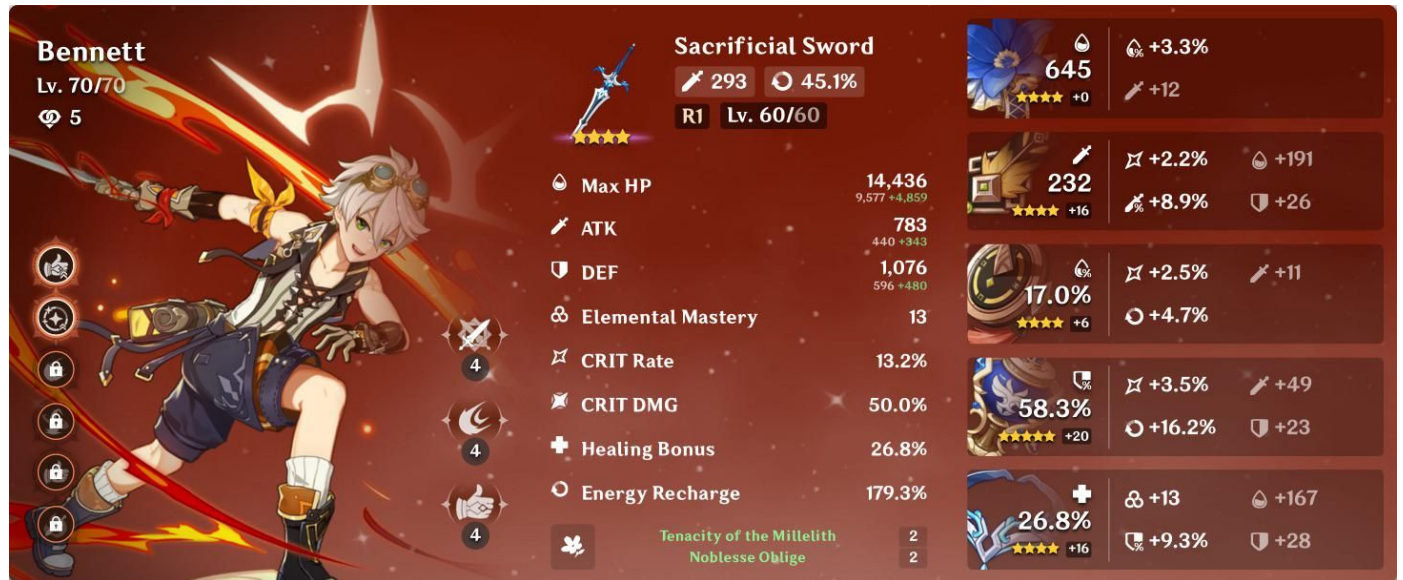 Bennett
Lv. 70/70
5
4
4
4
Sacrificial Sword
293 45.1%
R1 Lv. 60/60
Max HP 14,436
9,577 +4,859
ATK 783
440 +343
DEF 1,076
596 +480
Elemental Mastery 13
CRIT Rate 13.2%
CRIT DMG 50.0%
Healing Bonus 26.8%
Energy Recharge 179.3%
Tenacity of the Millelith 2
Noblesse Oblige 2
645
+0
+3.3%
+12
232
+16
+2.2% +191
+8.9% +26
17.0%
+6
+2.5% +11
+4.7%
58.3%
+20
+3.5% +49
+16.2% +23
26.8%
+16
+13 +167
+9.3% +28